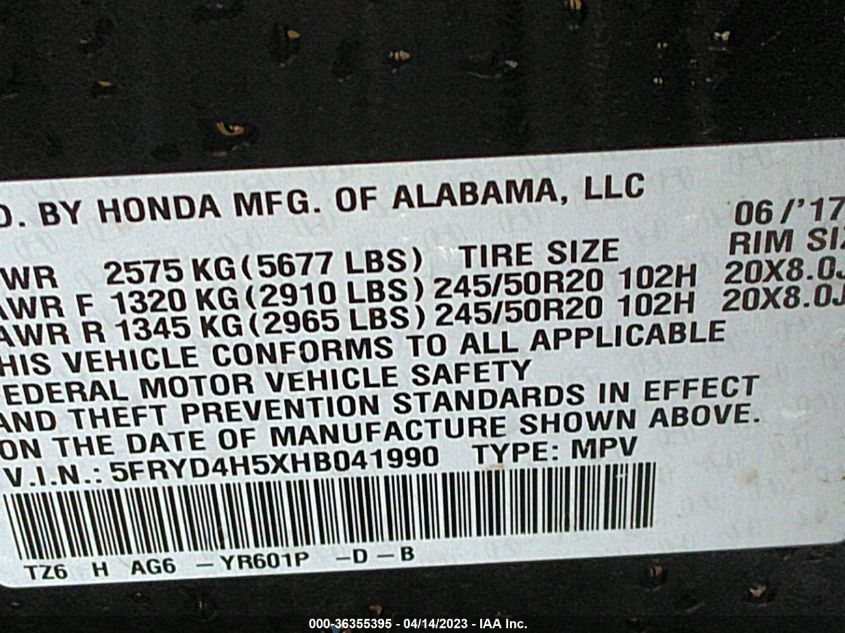 D. BY HONDA MFG. OF ALABAMA, LLC 06/'17
WR 2575 KG(5677 LBS) TIRE SIZE RIM SIZ
AWR F 1320 KG(2910 LBS) 245/50R20 102H 20X8.0J
AWR R 1345 KG(2965 LBS) 245/50R20 102H 20X8.0J
HIS VEHICLE CONFORMS TO ALL APPLICABLE
EDERAL MOTOR VEHICLE SAFETY
AND THEFT PREVENTION STANDARDS IN EFFECT
ON THE DATE OF MANUFACTURE SHOWN ABOVE.
V.I.N.: 5FRYD4H5XHB041990 TYPE: MPV
TZ6 H AG6 – YR601P –D – B
000-36355395 - 04/14/2023 - IAA Inc.